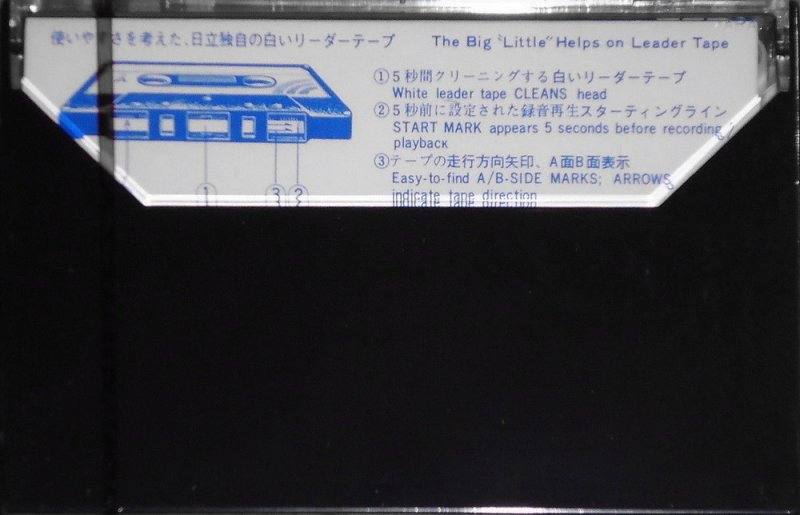 使いやすさを考えた、日立独自の白いリーダーテープ The Big "Little" Helps on Leader Tape
①5秒間クリーニングする白いリーダーテープ
White leader tape CLEANS head
②5秒前に設定された録音再生スターティングライン
START MARK appears 5 seconds before recording/
playback
③テープの走行方向矢印、A面B面表示
Easy-to-find A/B-SIDE MARKS; ARROWS
indicate tape direction
① ③ ②